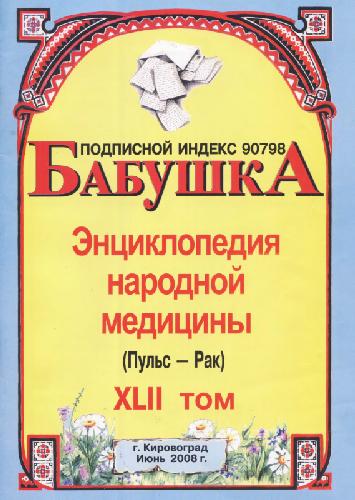 ПОДПИСНОЙ ИНДЕКС 90798
БАБУШКА
Энциклопедия
народной
медицины
(Пульс – Рак)
XLII том
г. Кировоград
Июнь 2008 г.